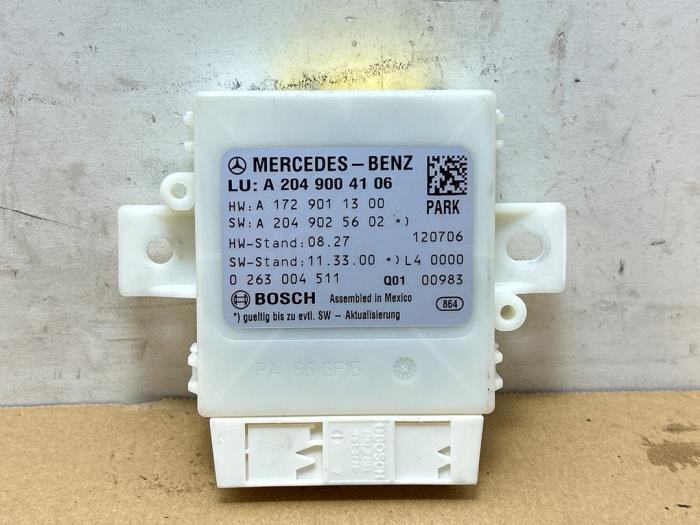 MERCEDES-BENZ
LU: A 204 900 41 06
HW: A 172 901 13 00 PARK
SW: A 204 902 56 02 *)
HW-Stand: 08.27 120706
SW-Stand: 11.33.00 *) L4 0000
0 263 004 511 Q01 00983
BOSCH Assembled in Mexico 864
*) gueltig bis zu evtl. SW - Aktualisierung
PA 66-GF15
BOSCH